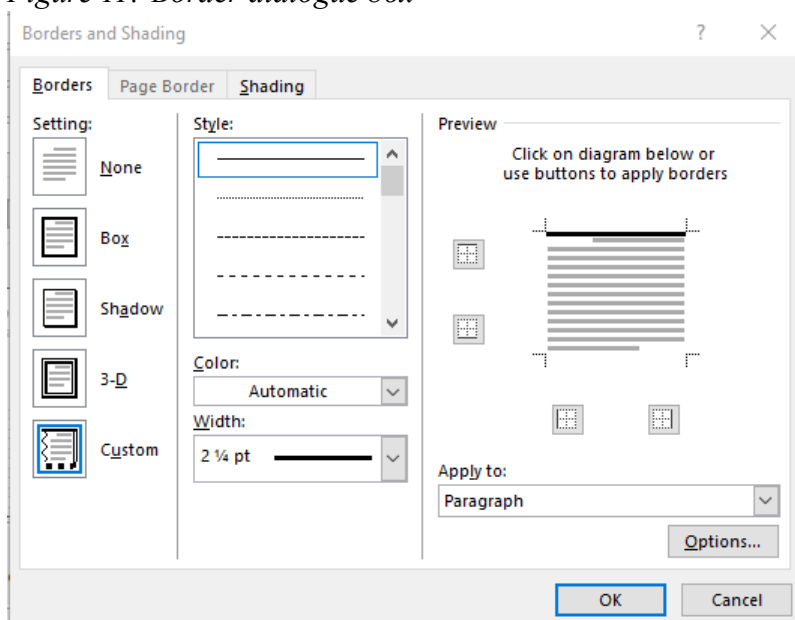 Figure 11: Border dialogue box
Borders and Shading
Borders Page Border Shading
Setting:
None
Box
Shadow
3-D
Custom
Style:
Color:
Automatic
Width:
2 ¼ pt
Preview
Click on diagram below or
use buttons to apply borders
Apply to:
Paragraph
Options...
OK Cancel